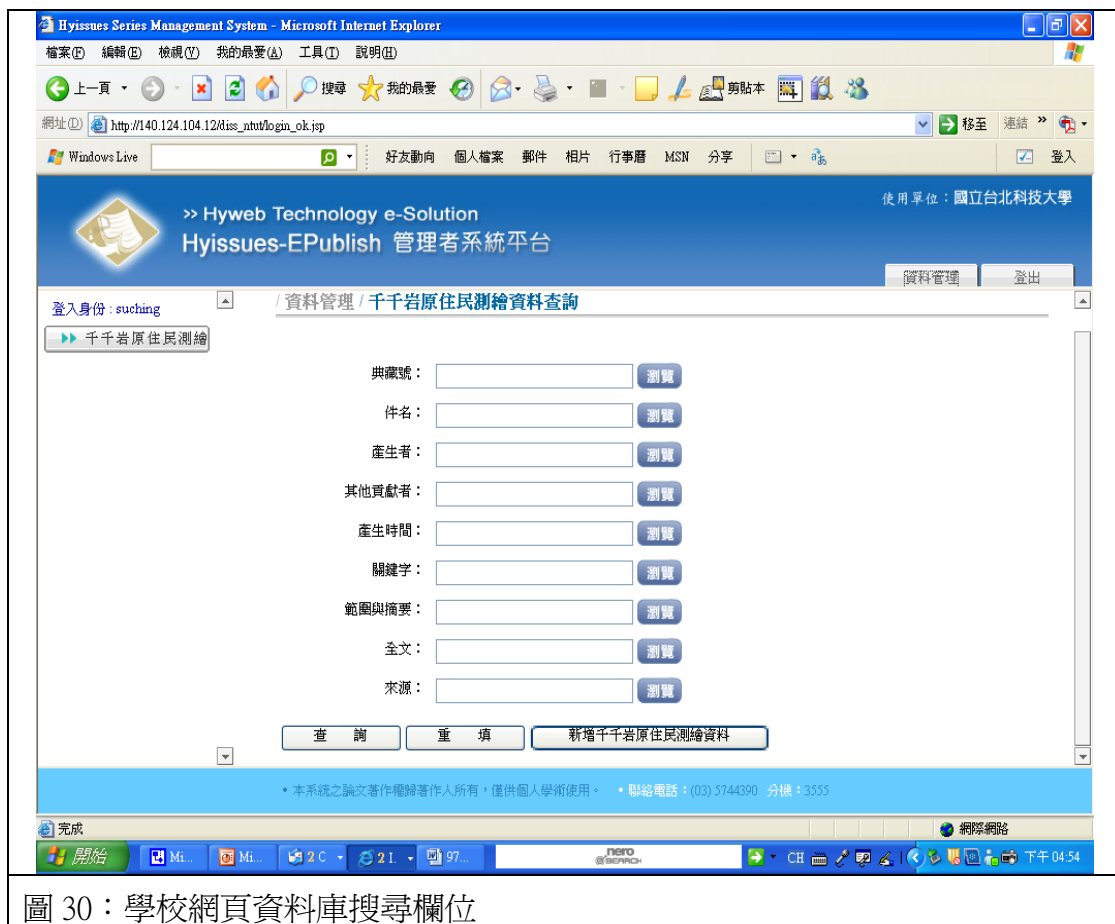 Hyissues Series Management System - Microsoft Internet Explorer
檔案(F) 編輯(E) 檢視(V) 我的最愛(A) 工具(T) 說明(H)
上一頁 搜尋 我的最愛 剪貼本
網址(D) http://140.124.104.12/diss_ntut/login_ok.jsp 移至 連結 »
Windows Live 好友動向 個人檔案 郵件 相片 行事曆 MSN 分享 登入
使用單位：國立台北科技大學
>> Hyweb Technology e-Solution
Hyissues-EPublish 管理者系統平台
資料管理 登出
登入身份 : suching
/ 資料管理 / 千千岩原住民測繪資料查詢
千千岩原住民測繪
典藏號： 瀏覽
件名： 瀏覽
產生者： 瀏覽
其他貢獻者： 瀏覽
產生時間： 瀏覽
關鍵字： 瀏覽
範圍與摘要： 瀏覽
全文： 瀏覽
來源： 瀏覽
查 詢 重 填 新增千千岩原住民測繪資料
• 本系統之論文著作權歸著作人所有，僅供個人學術使用。 • 聯絡電話：(03) 5744390 分機：3555
完成 網際網路
開始 Mi... Mi... 2 C 2 I. 97... nero SEARCH CH 下午 04:54
圖 30：學校網頁資料庫搜尋欄位